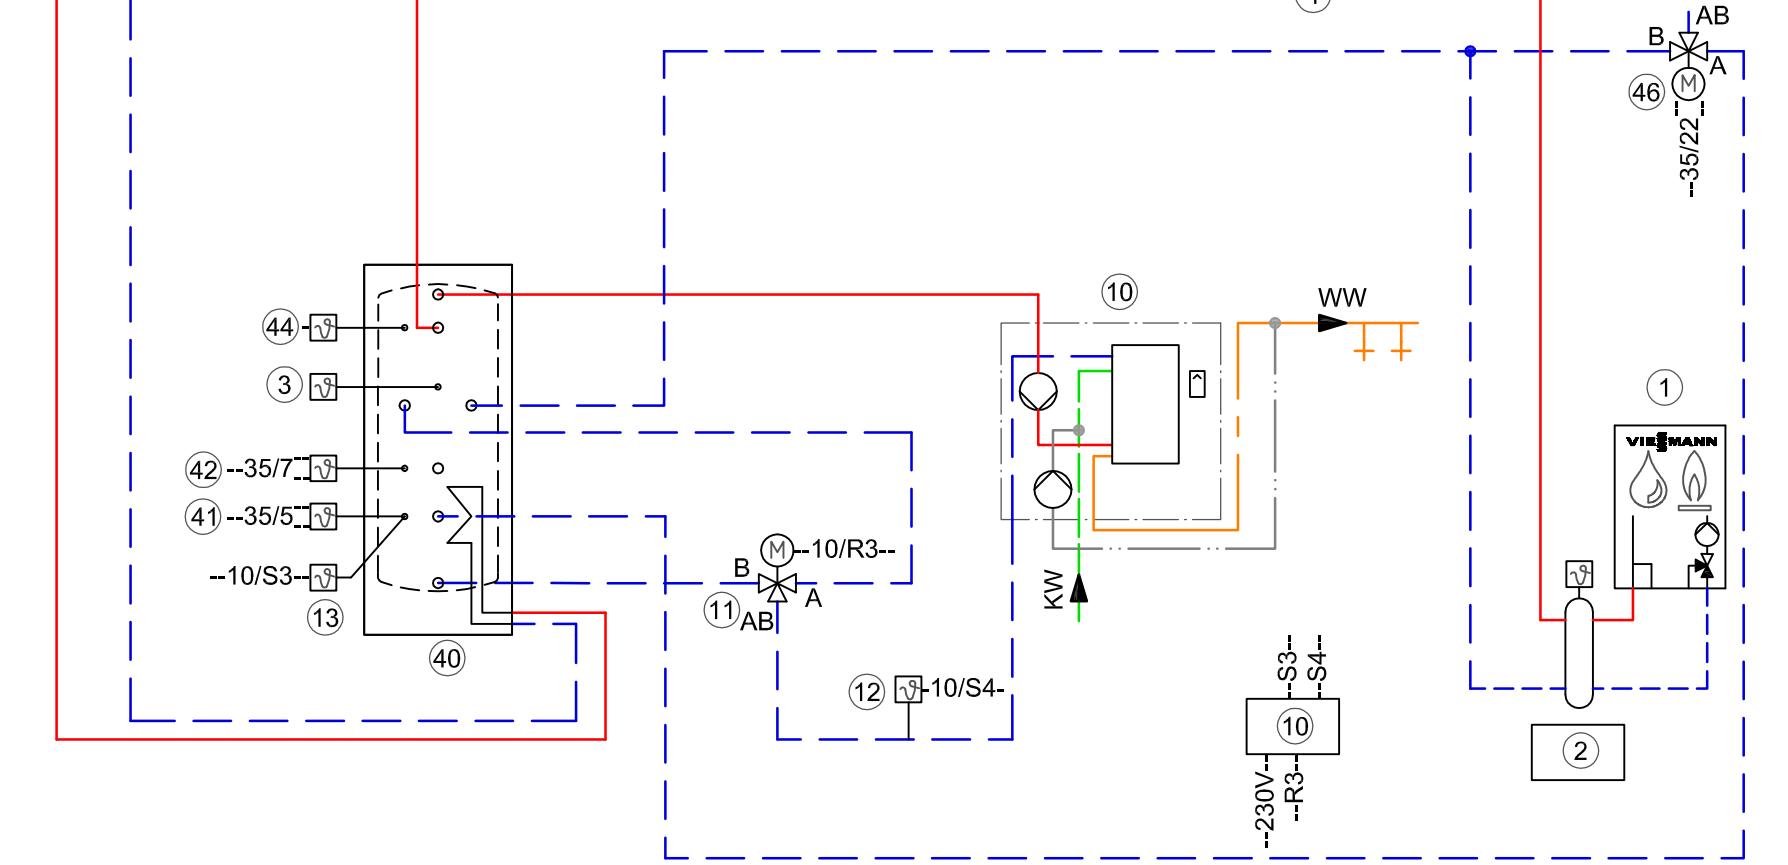 AB
B
A
46
M
--35/22--
10
WW
44
3
1
VIESMANN
42 --35/7
41 --35/5
--10/S3--
13
40
M --10/R3--
B
A
11
AB
KW
12
-10/S4-
S3--
S4--
10
--230V--
--R3--
2